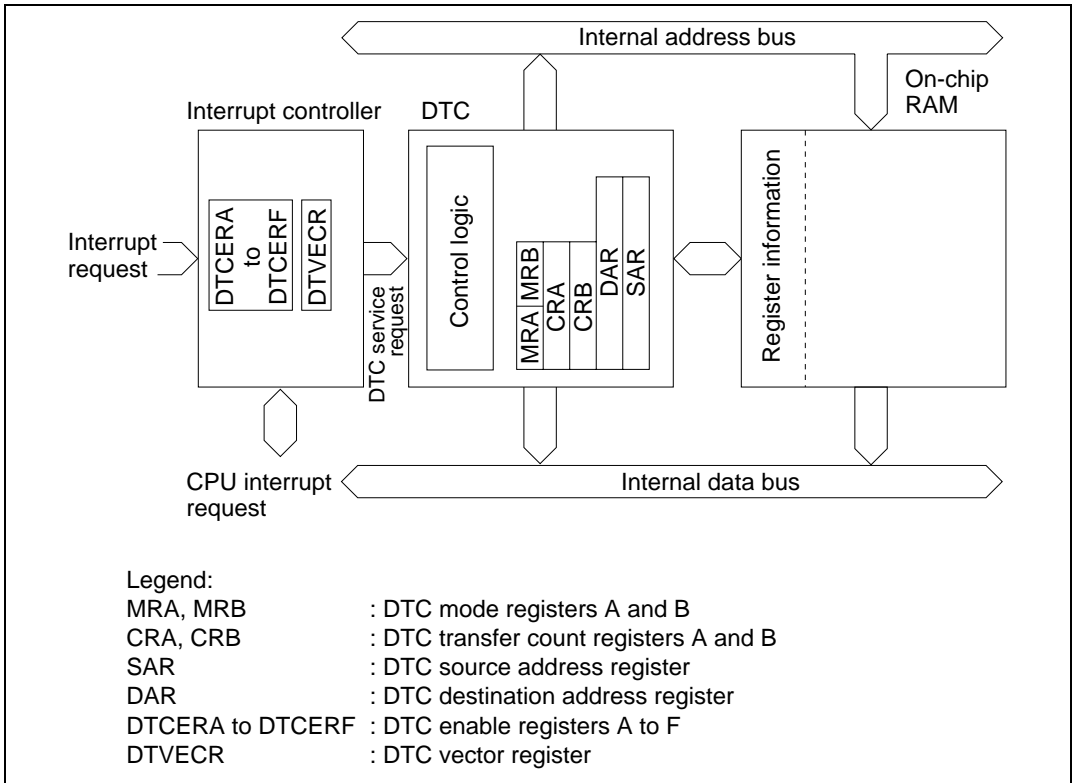 Internal address bus
On-chip
RAM
Interrupt controller
DTC
Interrupt
request
DTCERA
to
DTCERF
DTVECR
DTC service
request
Control logic
MRA MRB
CRA
CRB
DAR
SAR
Register information
CPU interrupt
request
Internal data bus
Legend:
MRA, MRB : DTC mode registers A and B
CRA, CRB : DTC transfer count registers A and B
SAR : DTC source address register
DAR : DTC destination address register
DTCERA to DTCERF : DTC enable registers A to F
DTVECR : DTC vector register